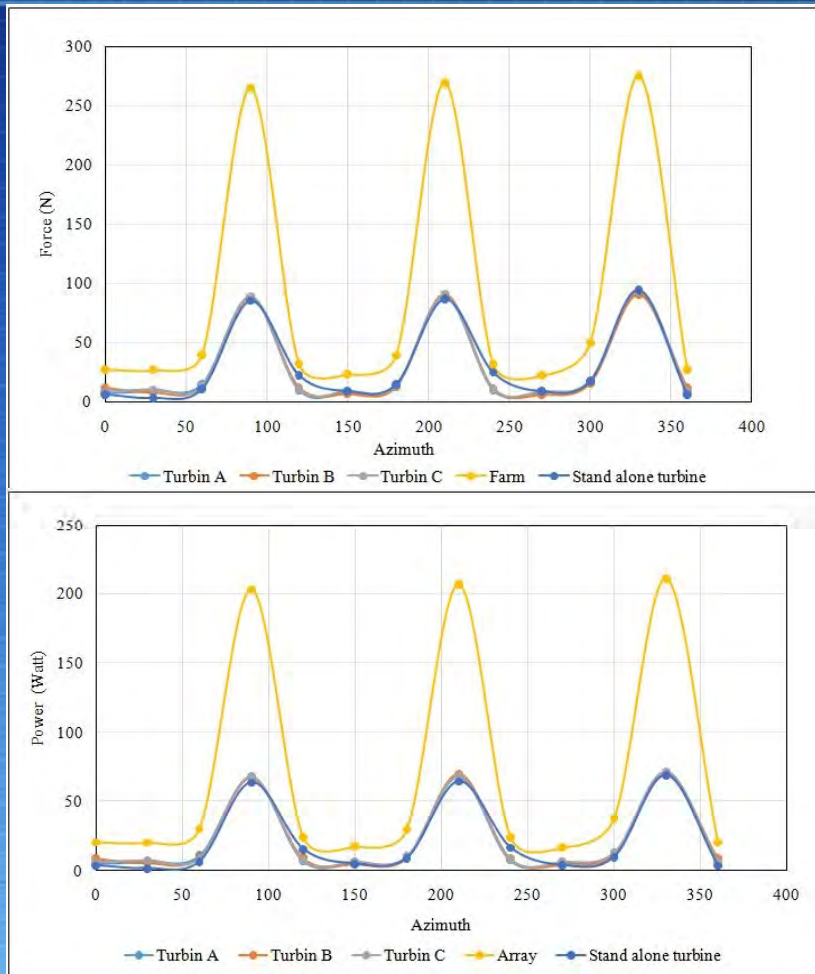 300
250
200
150
100
50
0
Force (N)
0 50 100 150 200 250 300 350 400
Azimuth
Turbin A Turbin B Turbin C Farm Stand alone turbine
250
200
150
100
50
0
Power (Watt)
0 50 100 150 200 250 300 350 400
Azimuth
Turbin A Turbin B Turbin C Array Stand alone turbine